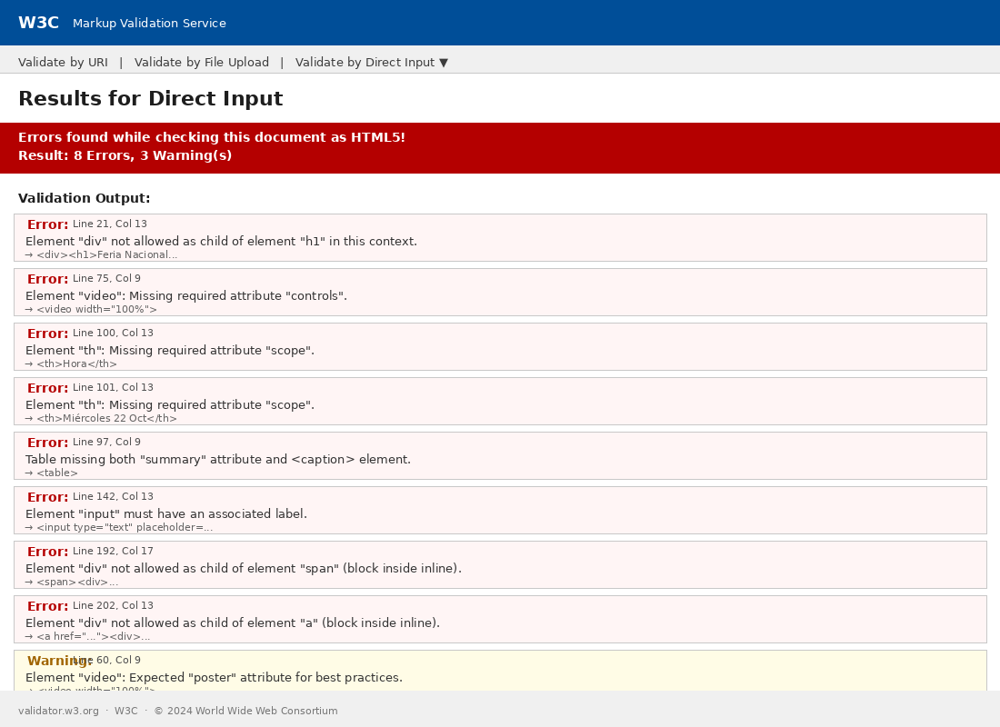 W3C Markup Validation Service
Validate by URI | Validate by File Upload | Validate by Direct Input ▼
Results for Direct Input
Errors found while checking this document as HTML5!
Result: 8 Errors, 3 Warning(s)
Validation Output:
Error: Line 21, Col 13
Element "div" not allowed as child of element "h1" in this context.
→ <div><h1>Feria Nacional...
Error: Line 75, Col 9
Element "video": Missing required attribute "controls".
→ <video width="100%">
Error: Line 100, Col 13
Element "th": Missing required attribute "scope".
→ <th>Hora</th>
Error: Line 101, Col 13
Element "th": Missing required attribute "scope".
→ <th>Miércoles 22 Oct</th>
Error: Line 97, Col 9
Table missing both "summary" attribute and <caption> element.
→ <table>
Error: Line 142, Col 13
Element "input" must have an associated label.
→ <input type="text" placeholder=...
Error: Line 192, Col 17
Element "div" not allowed as child of element "span" (block inside inline).
→ <span><div>...
Error: Line 202, Col 13
Element "div" not allowed as child of element "a" (block inside inline).
→ <a href="..."><div>...
Warning: Line 60, Col 9
Element "video": Expected "poster" attribute for best practices.
→ <video width="100%">
validator.w3.org · W3C · © 2024 World Wide Web Consortium